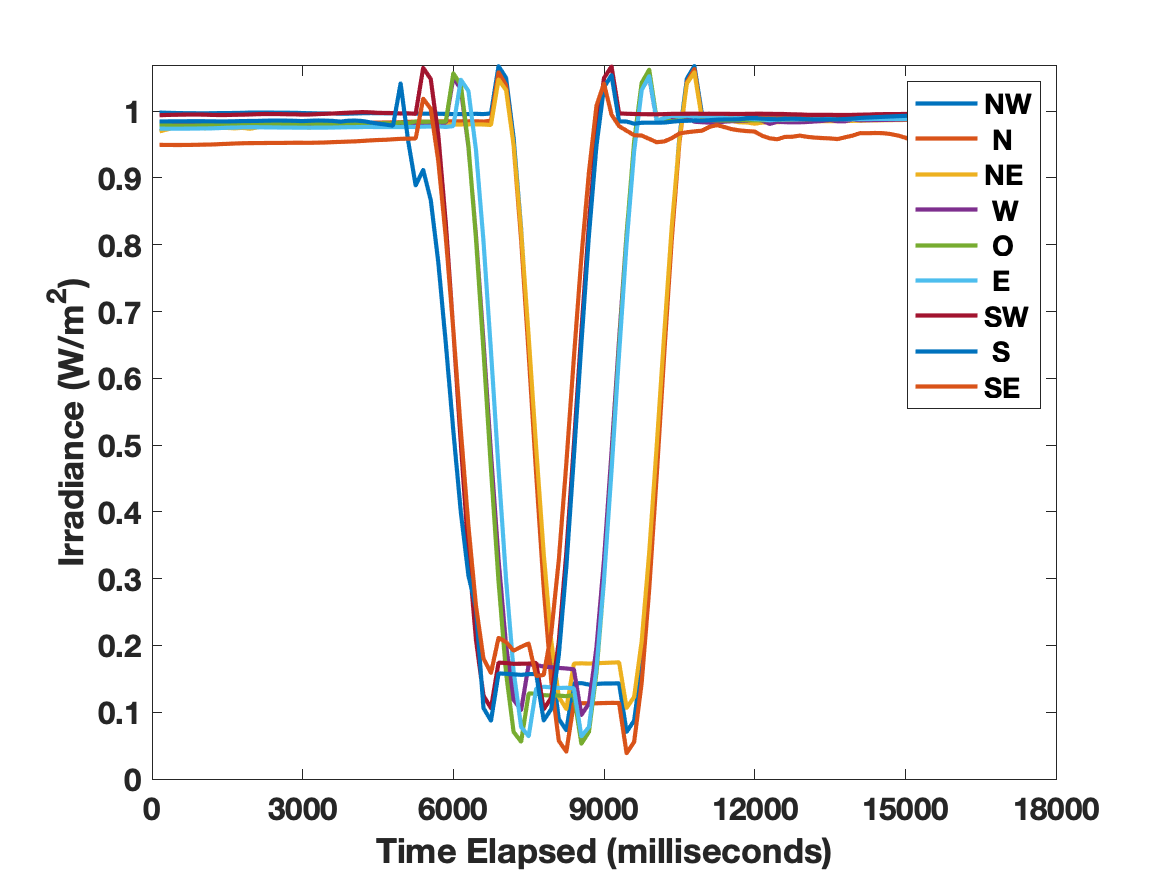 Irradiance (W/m²)
1
0.9
0.8
0.7
0.6
0.5
0.4
0.3
0.2
0.1
0
0 3000 6000 9000 12000 15000 18000
Time Elapsed (milliseconds)
NW
N
NE
W
O
E
SW
S
SE